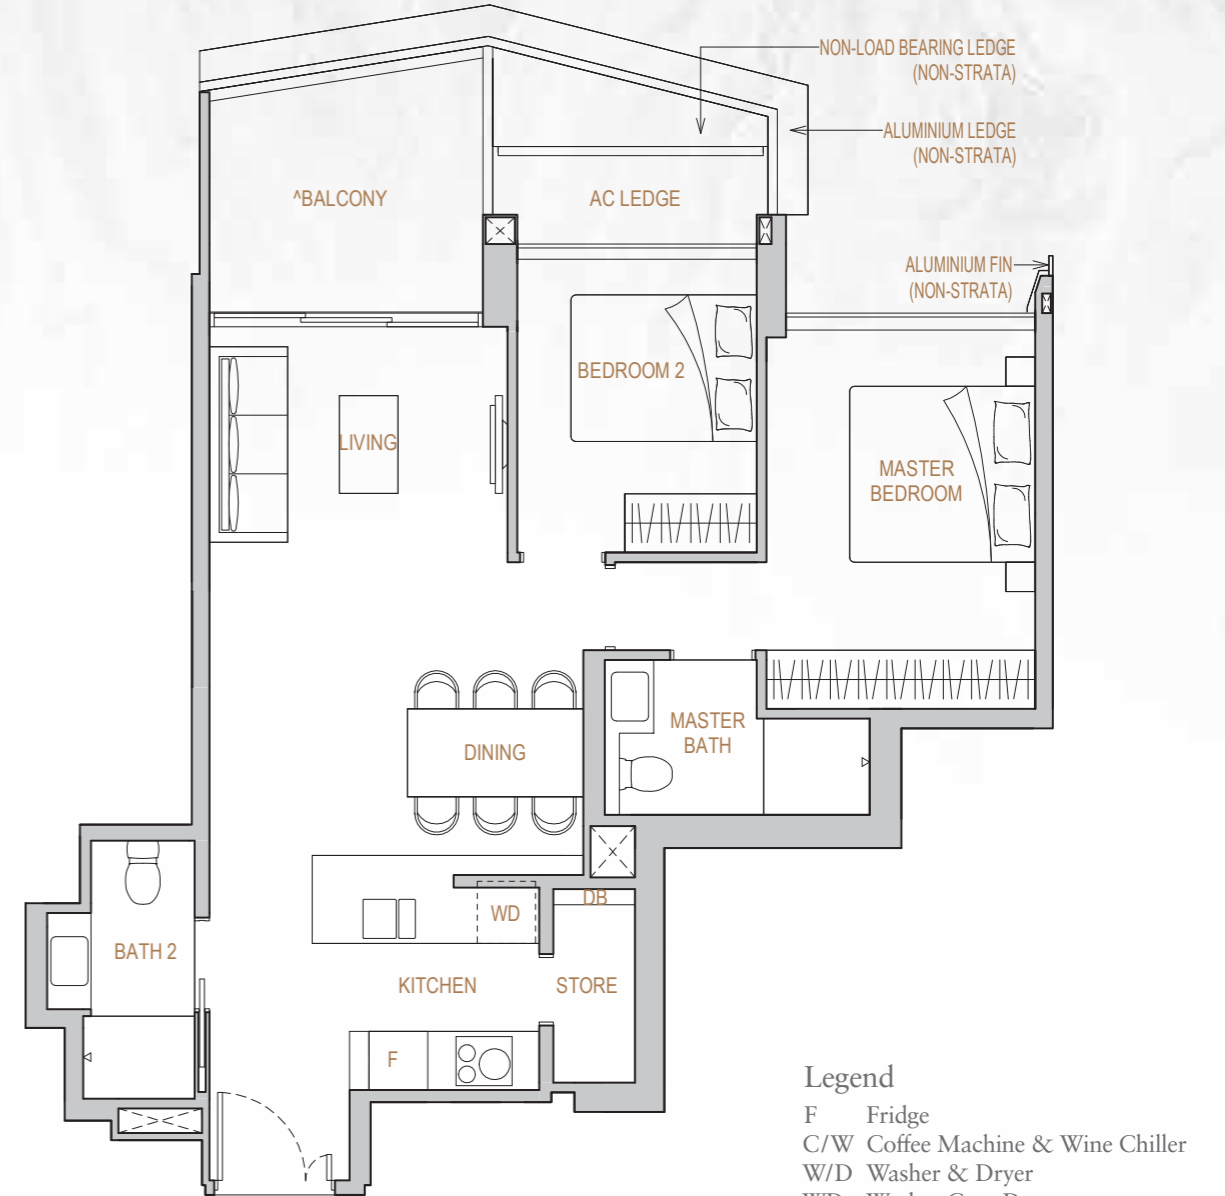 NON-LOAD BEARING LEDGE
(NON-STRATA)
ALUMINIUM LEDGE
(NON-STRATA)
^BALCONY
AC LEDGE
ALUMINIUM FIN
(NON-STRATA)
BEDROOM 2
LIVING
MASTER
BEDROOM
MASTER
BATH
DINING
DB
WD
BATH 2
KITCHEN
STORE
F
Legend
F Fridge
C/W Coffee Machine & Wine Chiller
W/D Washer & Dryer